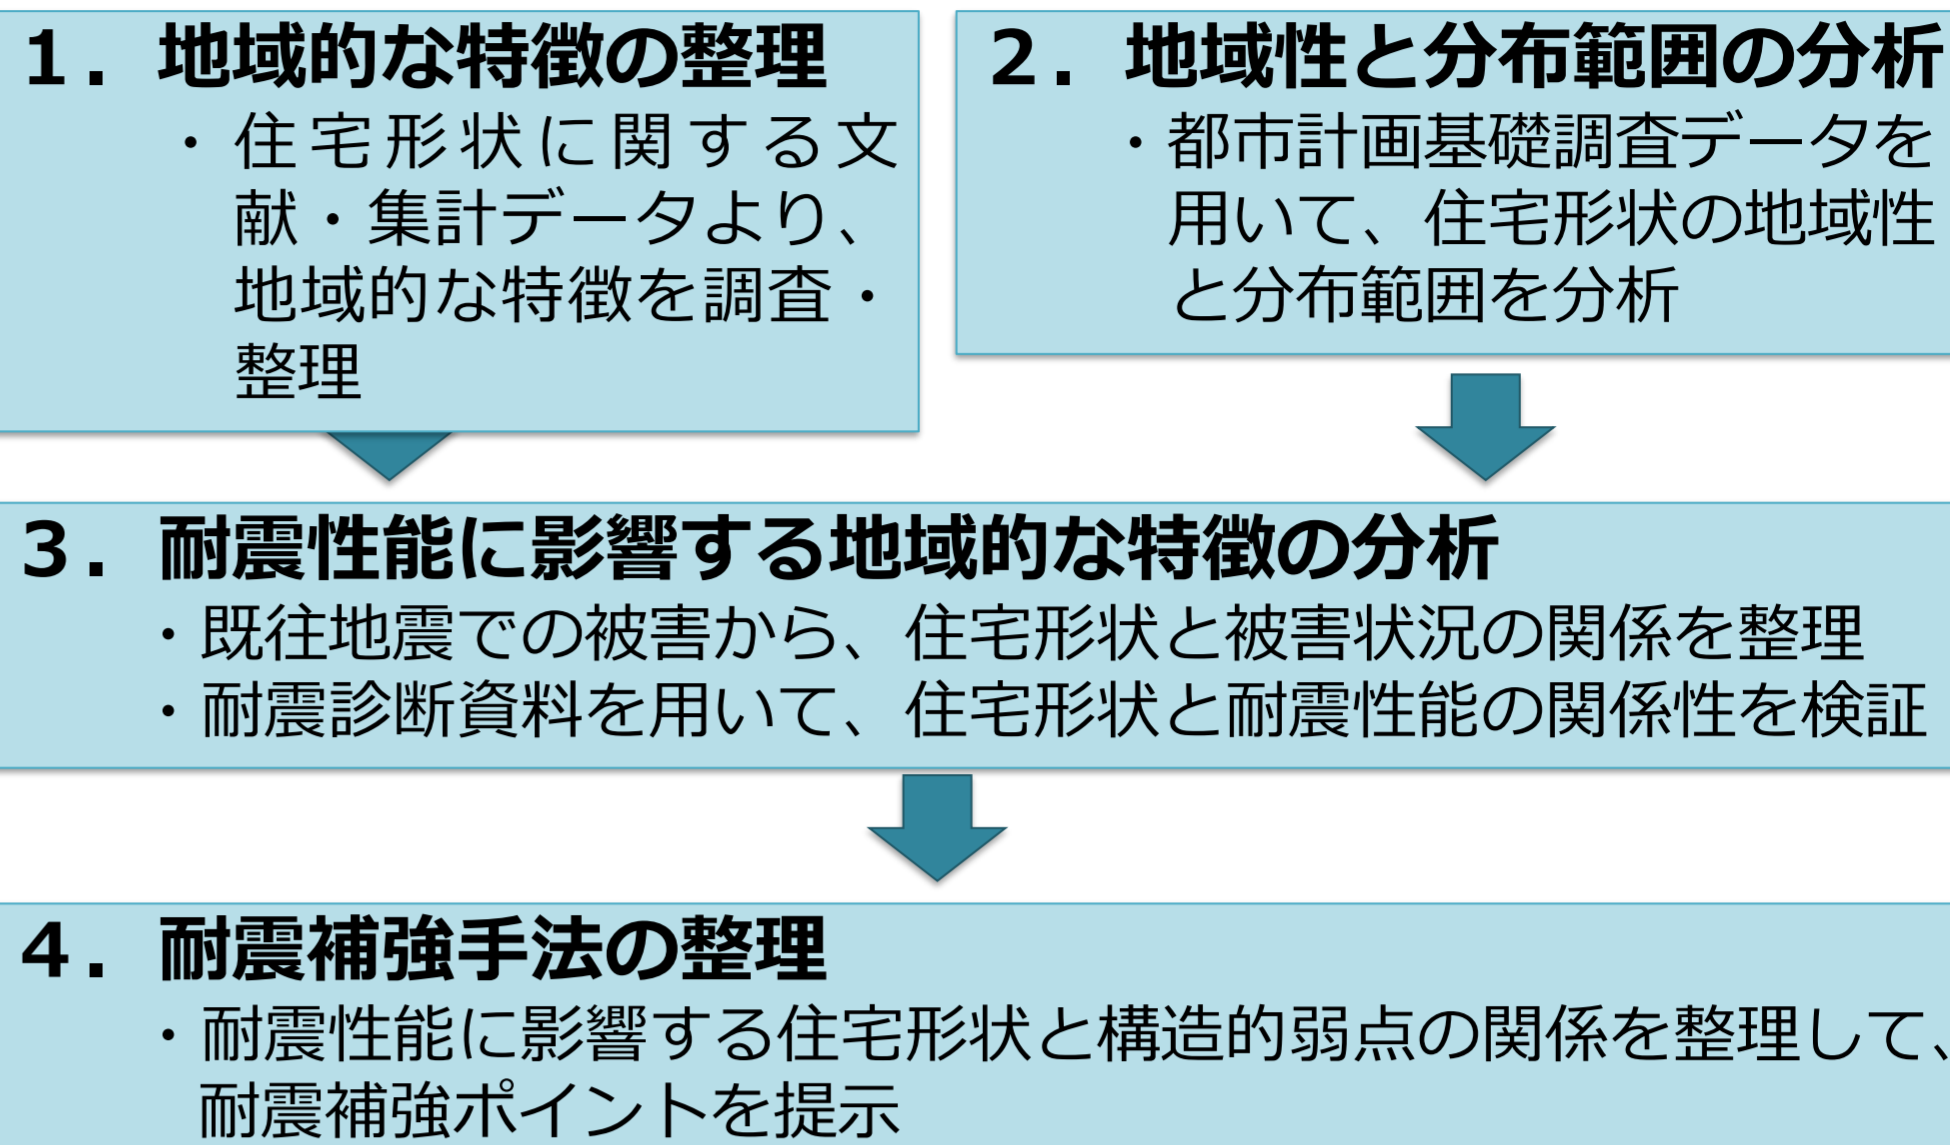 １．地域的な特徴の整理
・住宅形状に関する文
献・集計データより、
地域的な特徴を調査・
整理
２．地域性と分布範囲の分析
・都市計画基礎調査データを
用いて、住宅形状の地域性
と分布範囲を分析
３．耐震性能に影響する地域的な特徴の分析
・既往地震での被害から、住宅形状と被害状況の関係を整理
・耐震診断資料を用いて、住宅形状と耐震性能の関係性を検証
４．耐震補強手法の整理
・耐震性能に影響する住宅形状と構造的弱点の関係を整理して、
耐震補強ポイントを提示